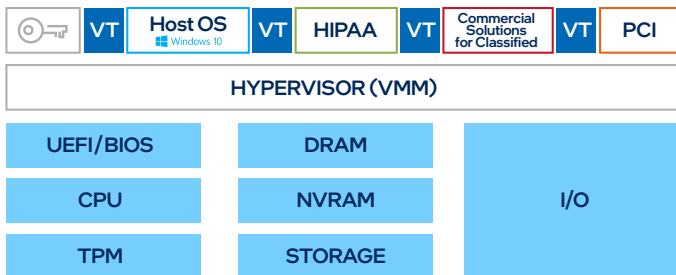 VT
Host OS
Windows 10
VT
HIPAA
VT
Commercial
Solutions
for Classified
VT
PCI
HYPERVISOR (VMM)
UEFI/BIOS
DRAM
I/O
CPU
NVRAM
TPM
STORAGE